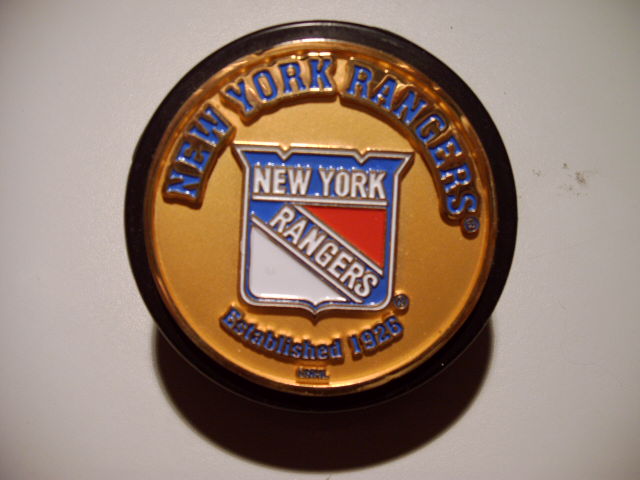 NEW YORK RANGERS®
NEW YORK
RANGERS
®
Established 1926